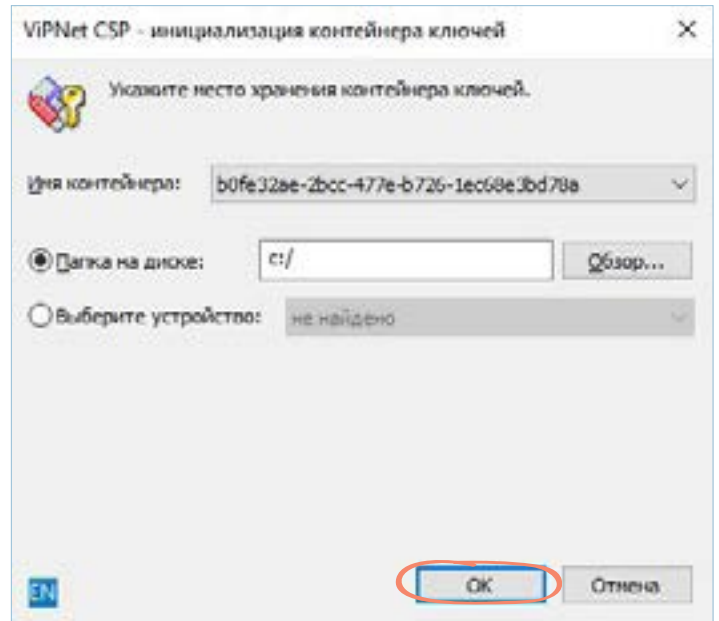 ViPNet CSP - инициализация контейнера ключей
Укажите место хранения контейнера ключей.
Имя контейнера: b0fe32ae-2bcc-477e-b726-1ec68e3bd78a
Папка на диске: c:/ Обзор...
Выберите устройство: не найдено
EN OK Отмена